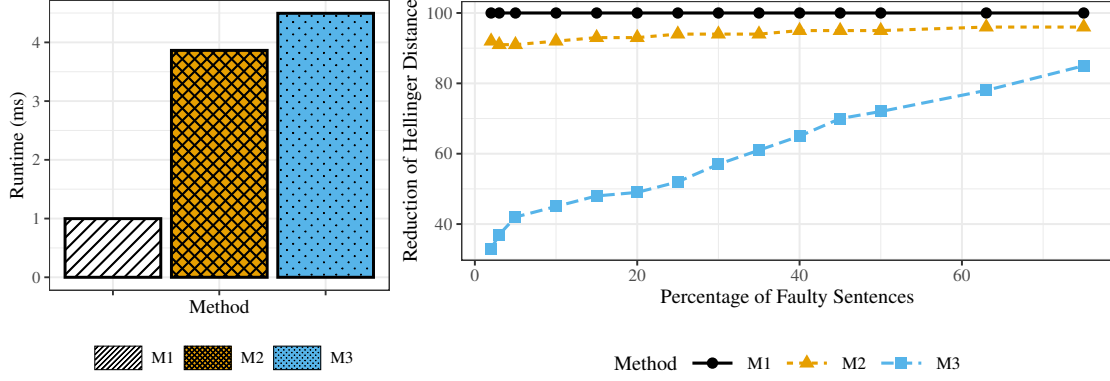 Runtime (ms)
4
3
2
1
0
Method
M1 M2 M3
Reduction of Hellinger Distance
100
80
60
40
0 20 40 60
Percentage of Faulty Sentences
Method M1 M2 M3